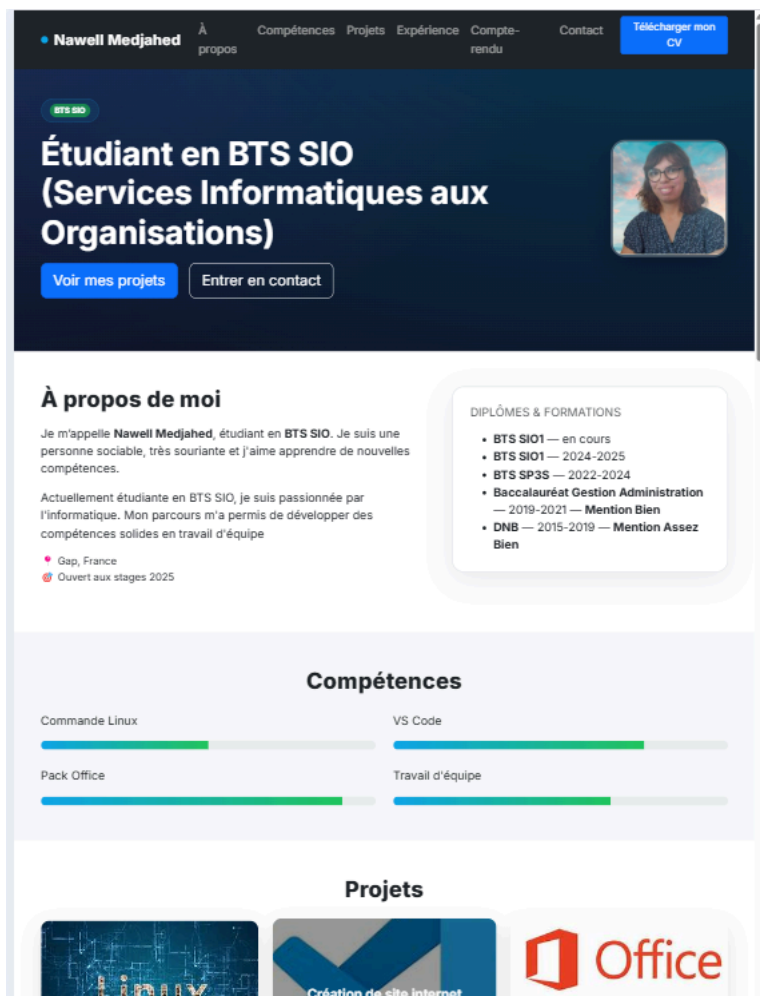 Nawell Medjahed
À propos
Compétences
Projets
Expérience
Compte-rendu
Contact
Télécharger mon CV
BTS SIO
Étudiant en BTS SIO
(Services Informatiques aux
Organisations)
Voir mes projets
Entrer en contact
À propos de moi
Je m'appelle Nawell Medjahed, étudiant en BTS SIO. Je suis une
personne sociable, très souriante et j'aime apprendre de nouvelles
compétences.
Actuellement étudiante en BTS SIO, je suis passionnée par
l'informatique. Mon parcours m'a permis de développer des
compétences solides en travail d'équipe
Gap, France
Ouvert aux stages 2025
DIPLÔMES & FORMATIONS
• BTS SIO1 — en cours
• BTS SIO1 — 2024-2025
• BTS SP3S — 2022-2024
• Baccalauréat Gestion Administration
— 2019-2021 — Mention Bien
• DNB — 2015-2019 — Mention Assez
Bien
Compétences
Commande Linux
VS Code
Pack Office
Travail d'équipe
Projets
Linux
Création de site internet
Office